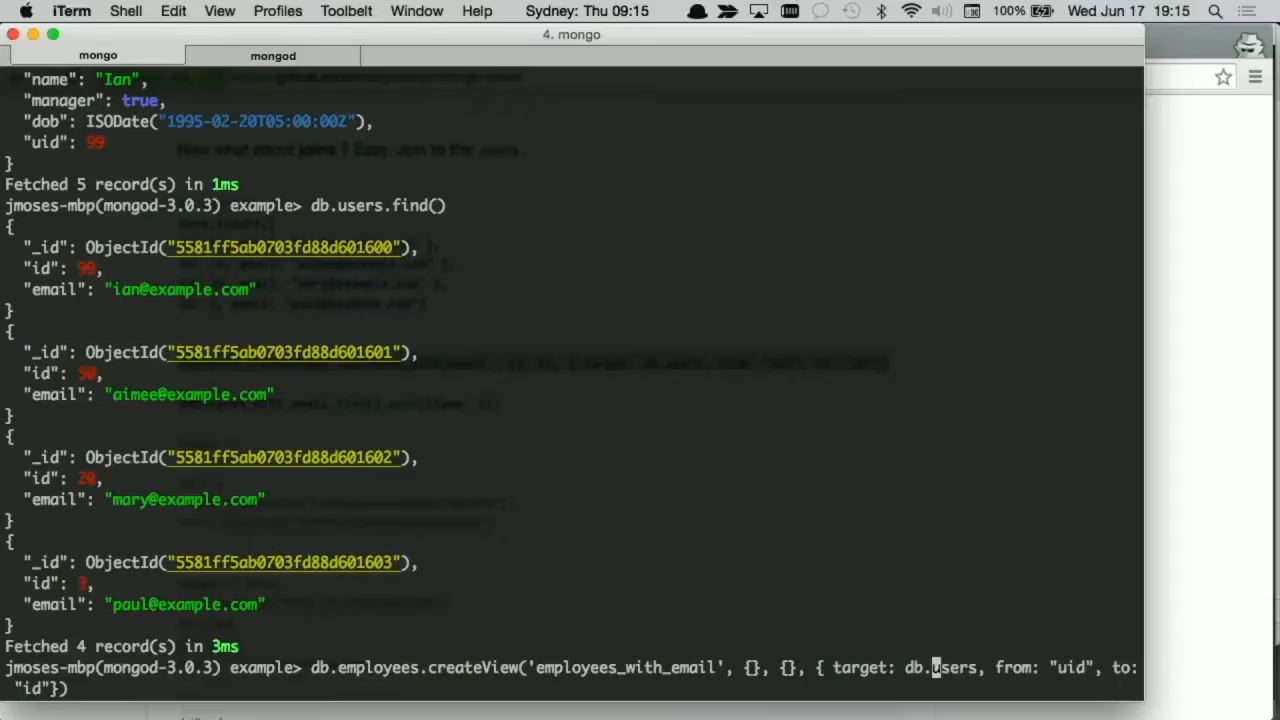 iTerm Shell Edit View Profiles Toolbelt Window Help Sydney: Thu 09:15 100% Wed Jun 17 19:15
4. mongo
mongo mongod
"name": "Ian",
"manager": true,
"dob": ISODate("1995-02-20T05:00:00Z"),
"uid": 99
}
Fetched 5 record(s) in 1ms
jmoses-mbp(mongod-3.0.3) example> db.users.find()
{
"_id": ObjectId("5581ff5ab0703fd88d601600"),
"id": 99,
"email": "ian@example.com"
}
{
"_id": ObjectId("5581ff5ab0703fd88d601601"),
"id": 50,
"email": "aimee@example.com"
}
{
"_id": ObjectId("5581ff5ab0703fd88d601602"),
"id": 20,
"email": "mary@example.com"
}
{
"_id": ObjectId("5581ff5ab0703fd88d601603"),
"id": 3,
"email": "paul@example.com"
}
Fetched 4 record(s) in 3ms
jmoses-mbp(mongod-3.0.3) example> db.employees.createView('employees_with_email', {}, {}, { target: db.users, from: "uid", to:
"id"})